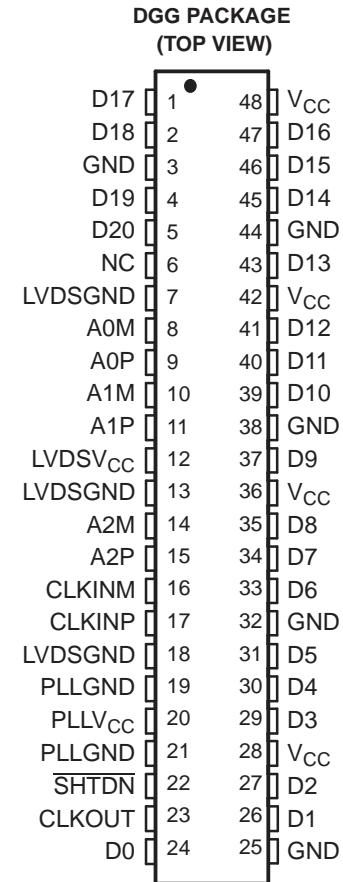 DGG PACKAGE
(TOP VIEW)
D17 1 48 VCC
D18 2 47 D16
GND 3 46 D15
D19 4 45 D14
D20 5 44 GND
NC 6 43 D13
LVDSGND 7 42 VCC
A0M 8 41 D12
A0P 9 40 D11
A1M 10 39 D10
A1P 11 38 GND
LVDSVCC 12 37 D9
LVDSGND 13 36 VCC
A2M 14 35 D8
A2P 15 34 D7
CLKINM 16 33 D6
CLKINP 17 32 GND
LVDSGND 18 31 D5
PLLGND 19 30 D4
PLLVCC 20 29 D3
PLLGND 21 28 VCC
SHTDN 22 27 D2
CLKOUT 23 26 D1
D0 24 25 GND